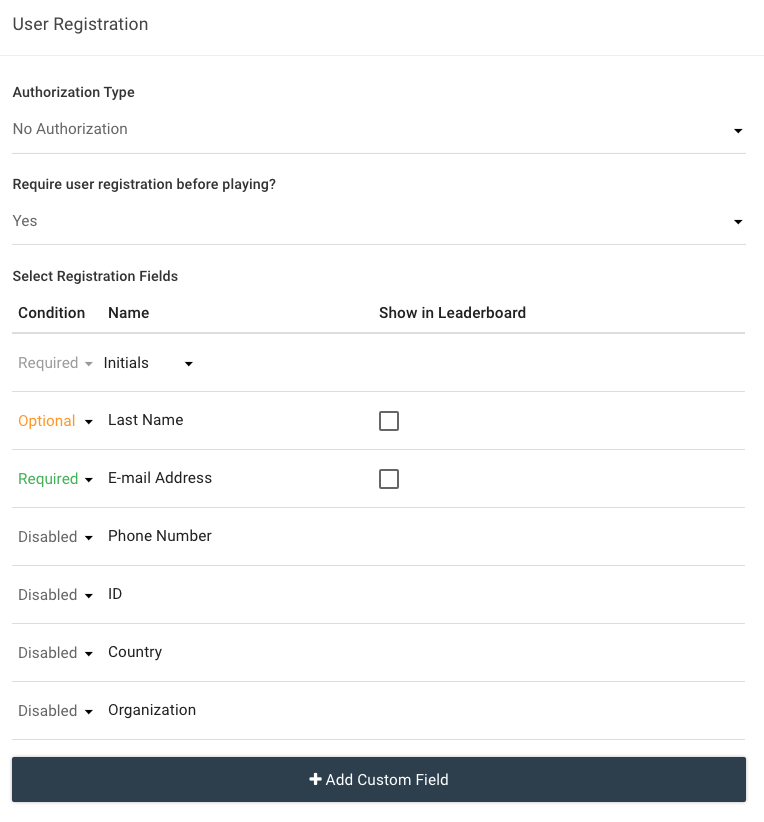 User Registration
Authorization Type
No Authorization
Require user registration before playing?
Yes
Select Registration Fields
Condition Name Show in Leaderboard
Required Initials
Optional Last Name
Required E-mail Address
Disabled Phone Number
Disabled ID
Disabled Country
Disabled Organization
+ Add Custom Field